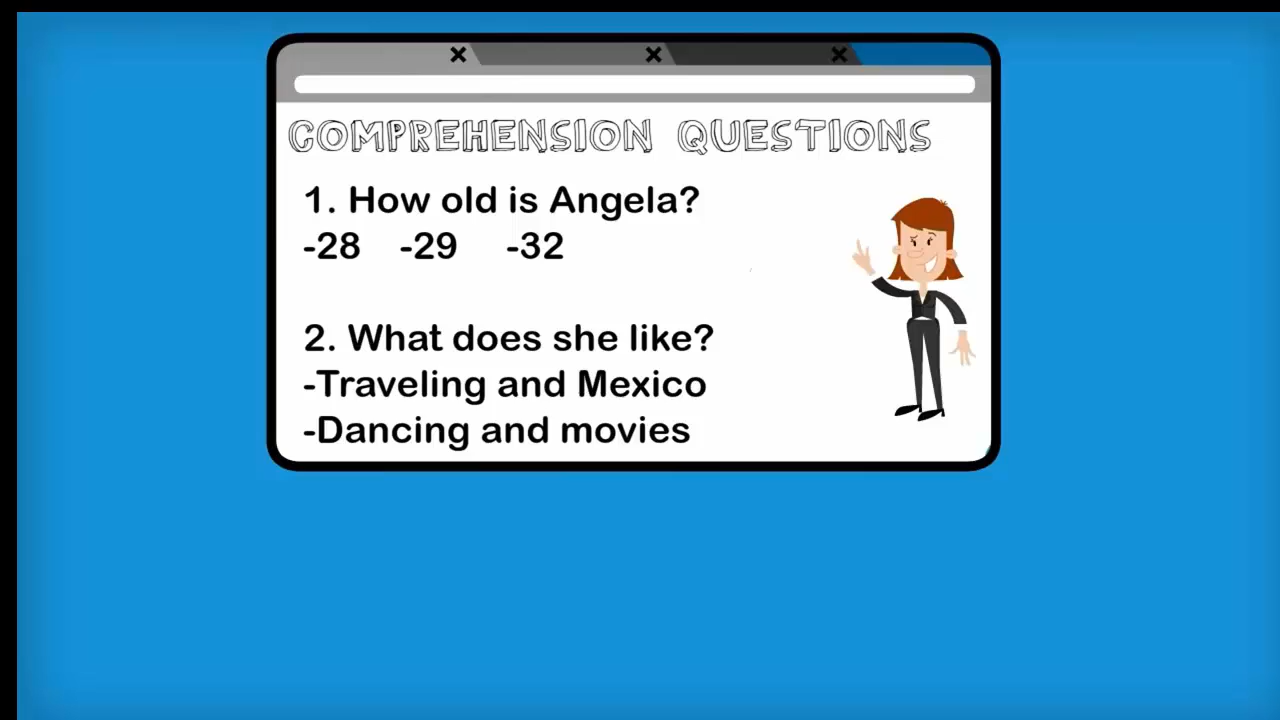 COMPREHENSION QUESTIONS
1. How old is Angela?
-28 -29 -32
2. What does she like?
-Traveling and Mexico
-Dancing and movies